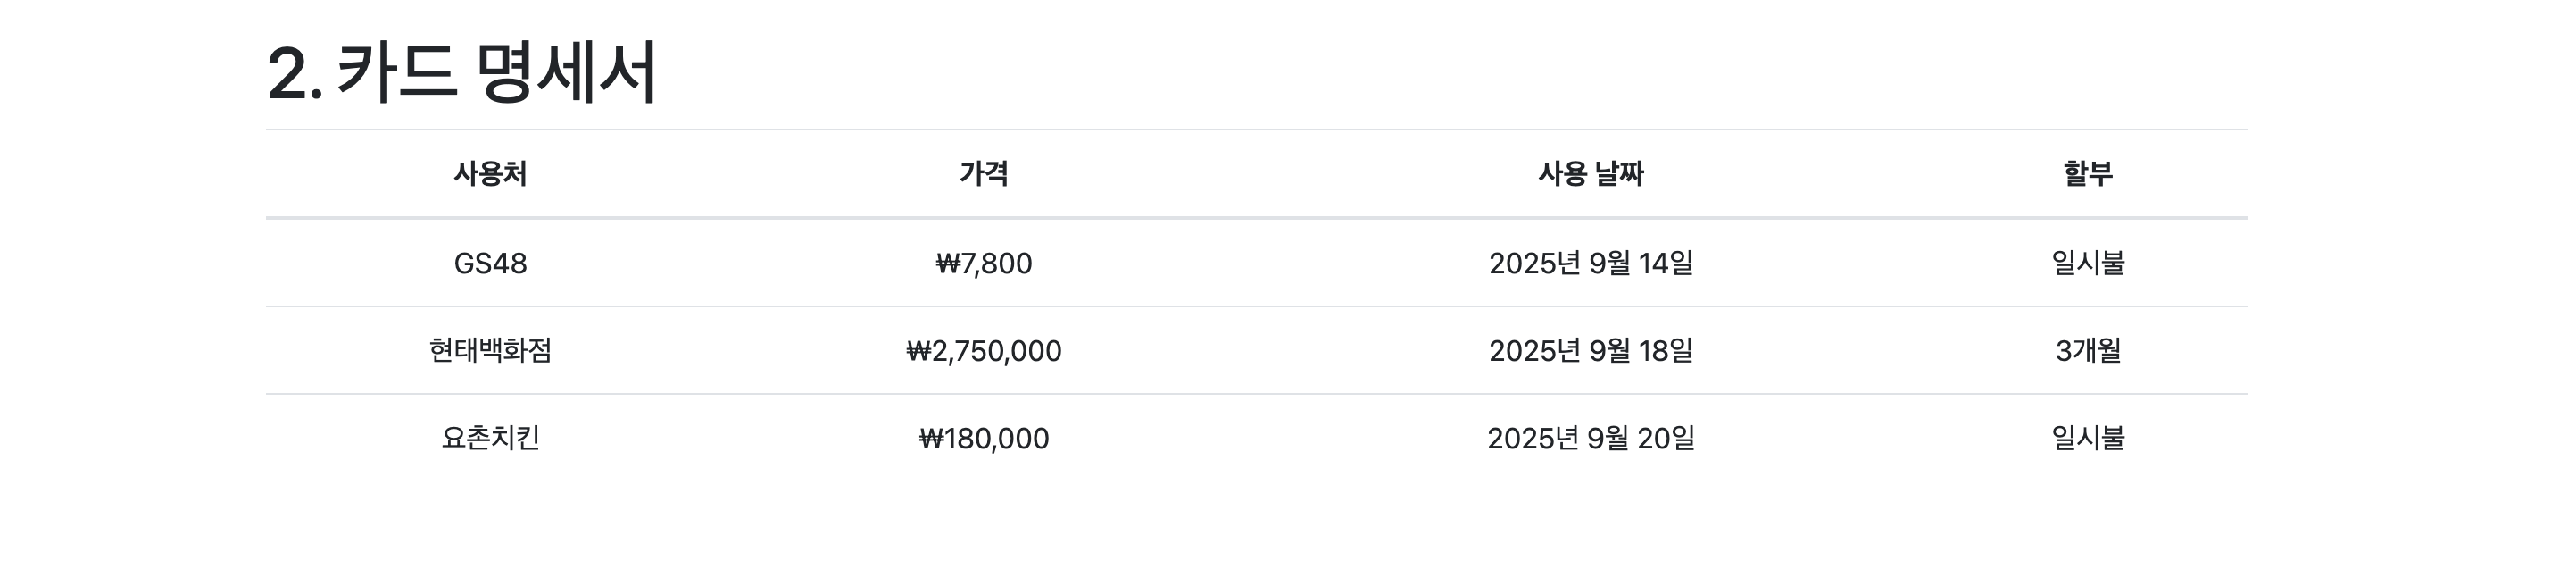 2. 카드 명세서
사용처 가격 사용 날짜 할부
GS48 ₩7,800 2025년 9월 14일 일시불
현태백화점 ₩2,750,000 2025년 9월 18일 3개월
요촌치킨 ₩180,000 2025년 9월 20일 일시불